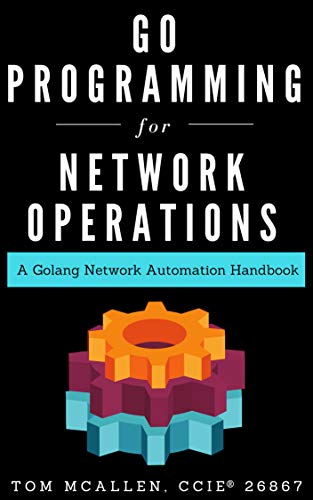 GO
PROGRAMMING
for
NETWORK
OPERATIONS
A Golang Network Automation Handbook
TOM MCALLEN, CCIE® 26867